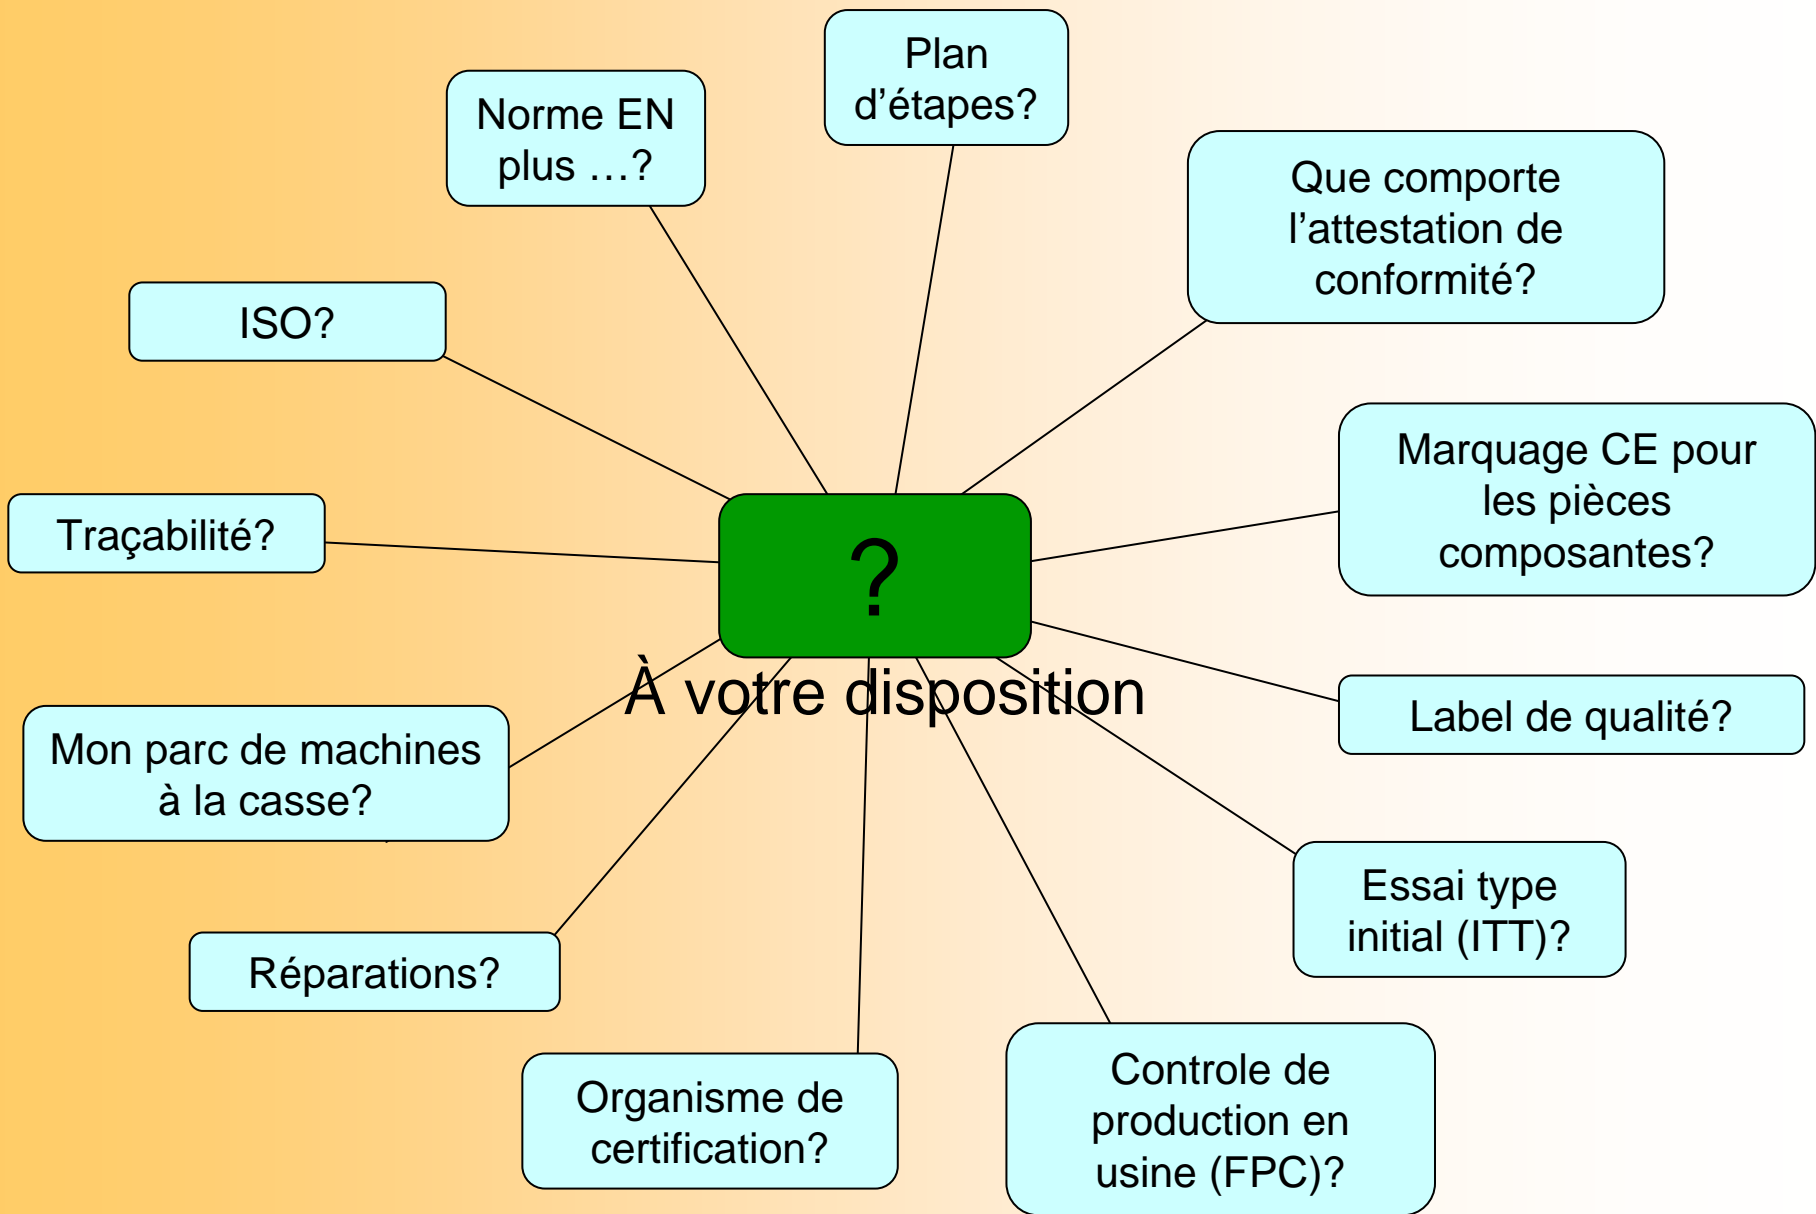 Plan
d’étapes?
Norme EN
plus …?
Que comporte
l’attestation de
conformité?
ISO?
Marquage CE pour
les pièces
composantes?
Traçabilité?
?
À votre disposition
Label de qualité?
Mon parc de machines
à la casse?
Essai type
initial (ITT)?
Réparations?
Organisme de
certification?
Controle de
production en
usine (FPC)?